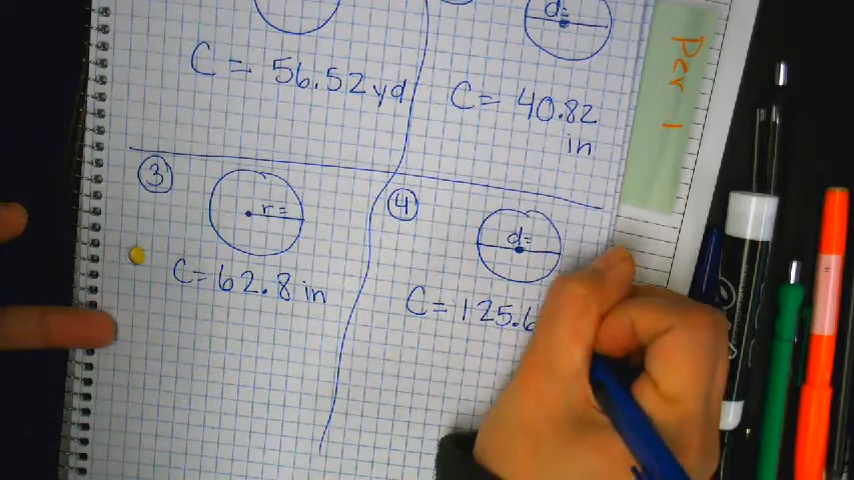 d=
C = 56.52 yd
C = 40.82
in
Per 1
3
r=
C = 62.8 in
4
d=
C = 125.6